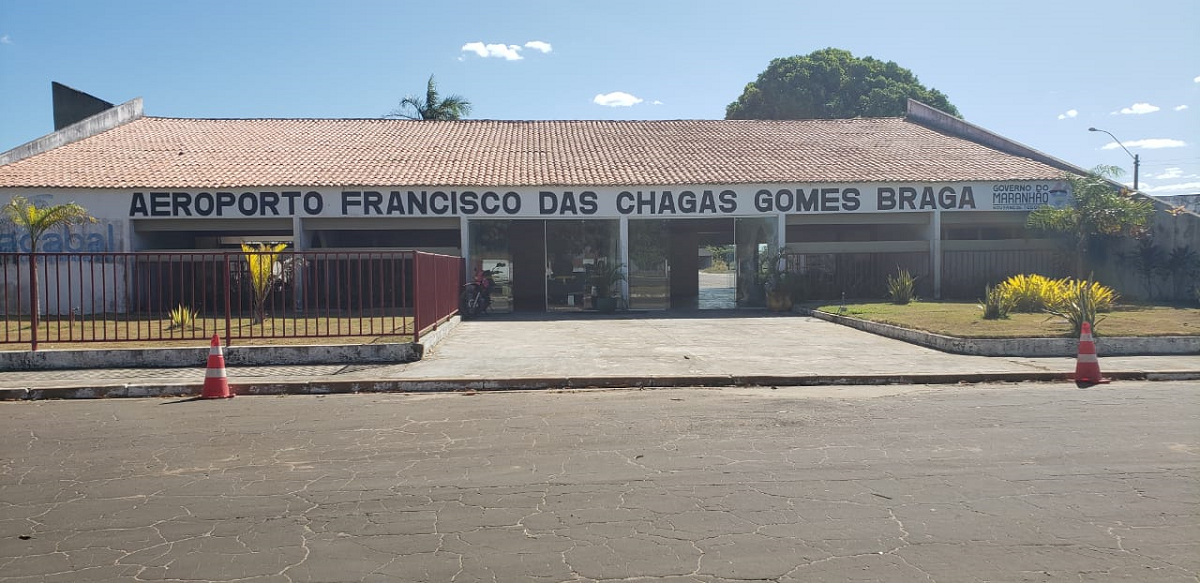 AEROPORTO FRANCISCO DAS CHAGAS GOMES BRAGA
GOVERNO DO
MARANHÃO